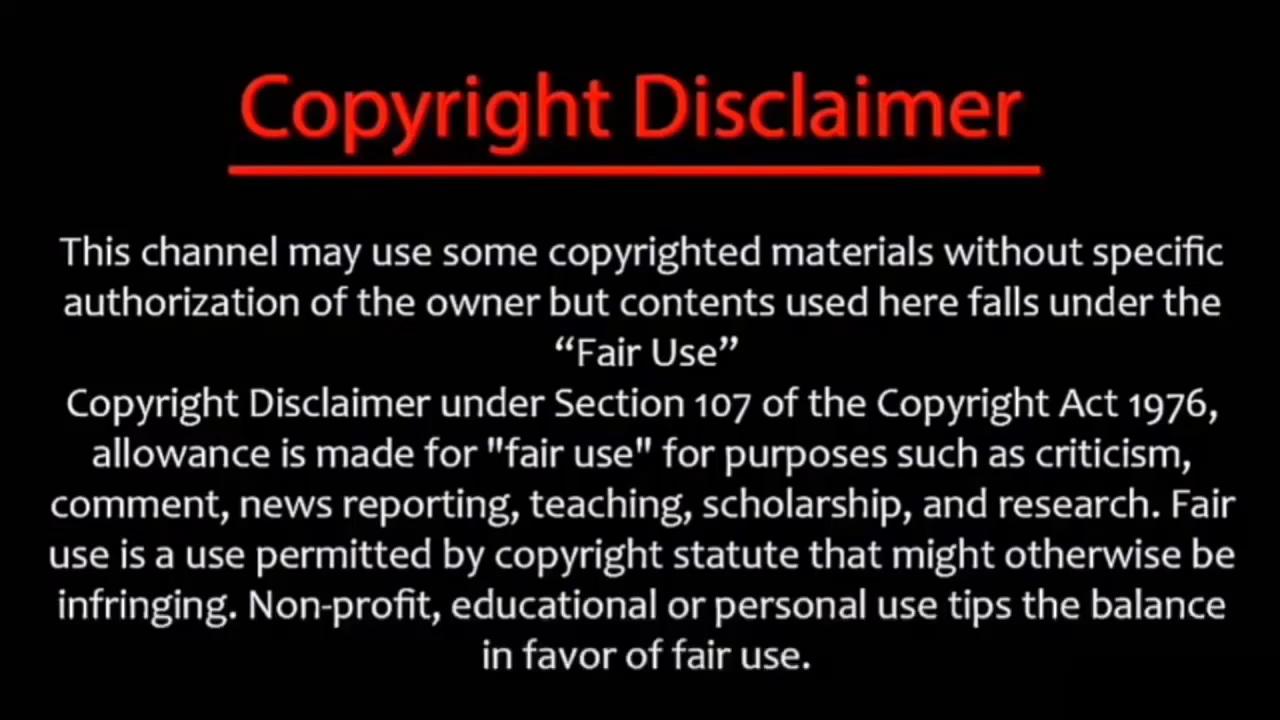 Copyright Disclaimer
This channel may use some copyrighted materials without specific
authorization of the owner but contents used here falls under the
“Fair Use”
Copyright Disclaimer under Section 107 of the Copyright Act 1976,
allowance is made for "fair use" for purposes such as criticism,
comment, news reporting, teaching, scholarship, and research. Fair
use is a use permitted by copyright statute that might otherwise be
infringing. Non-profit, educational or personal use tips the balance
in favor of fair use.